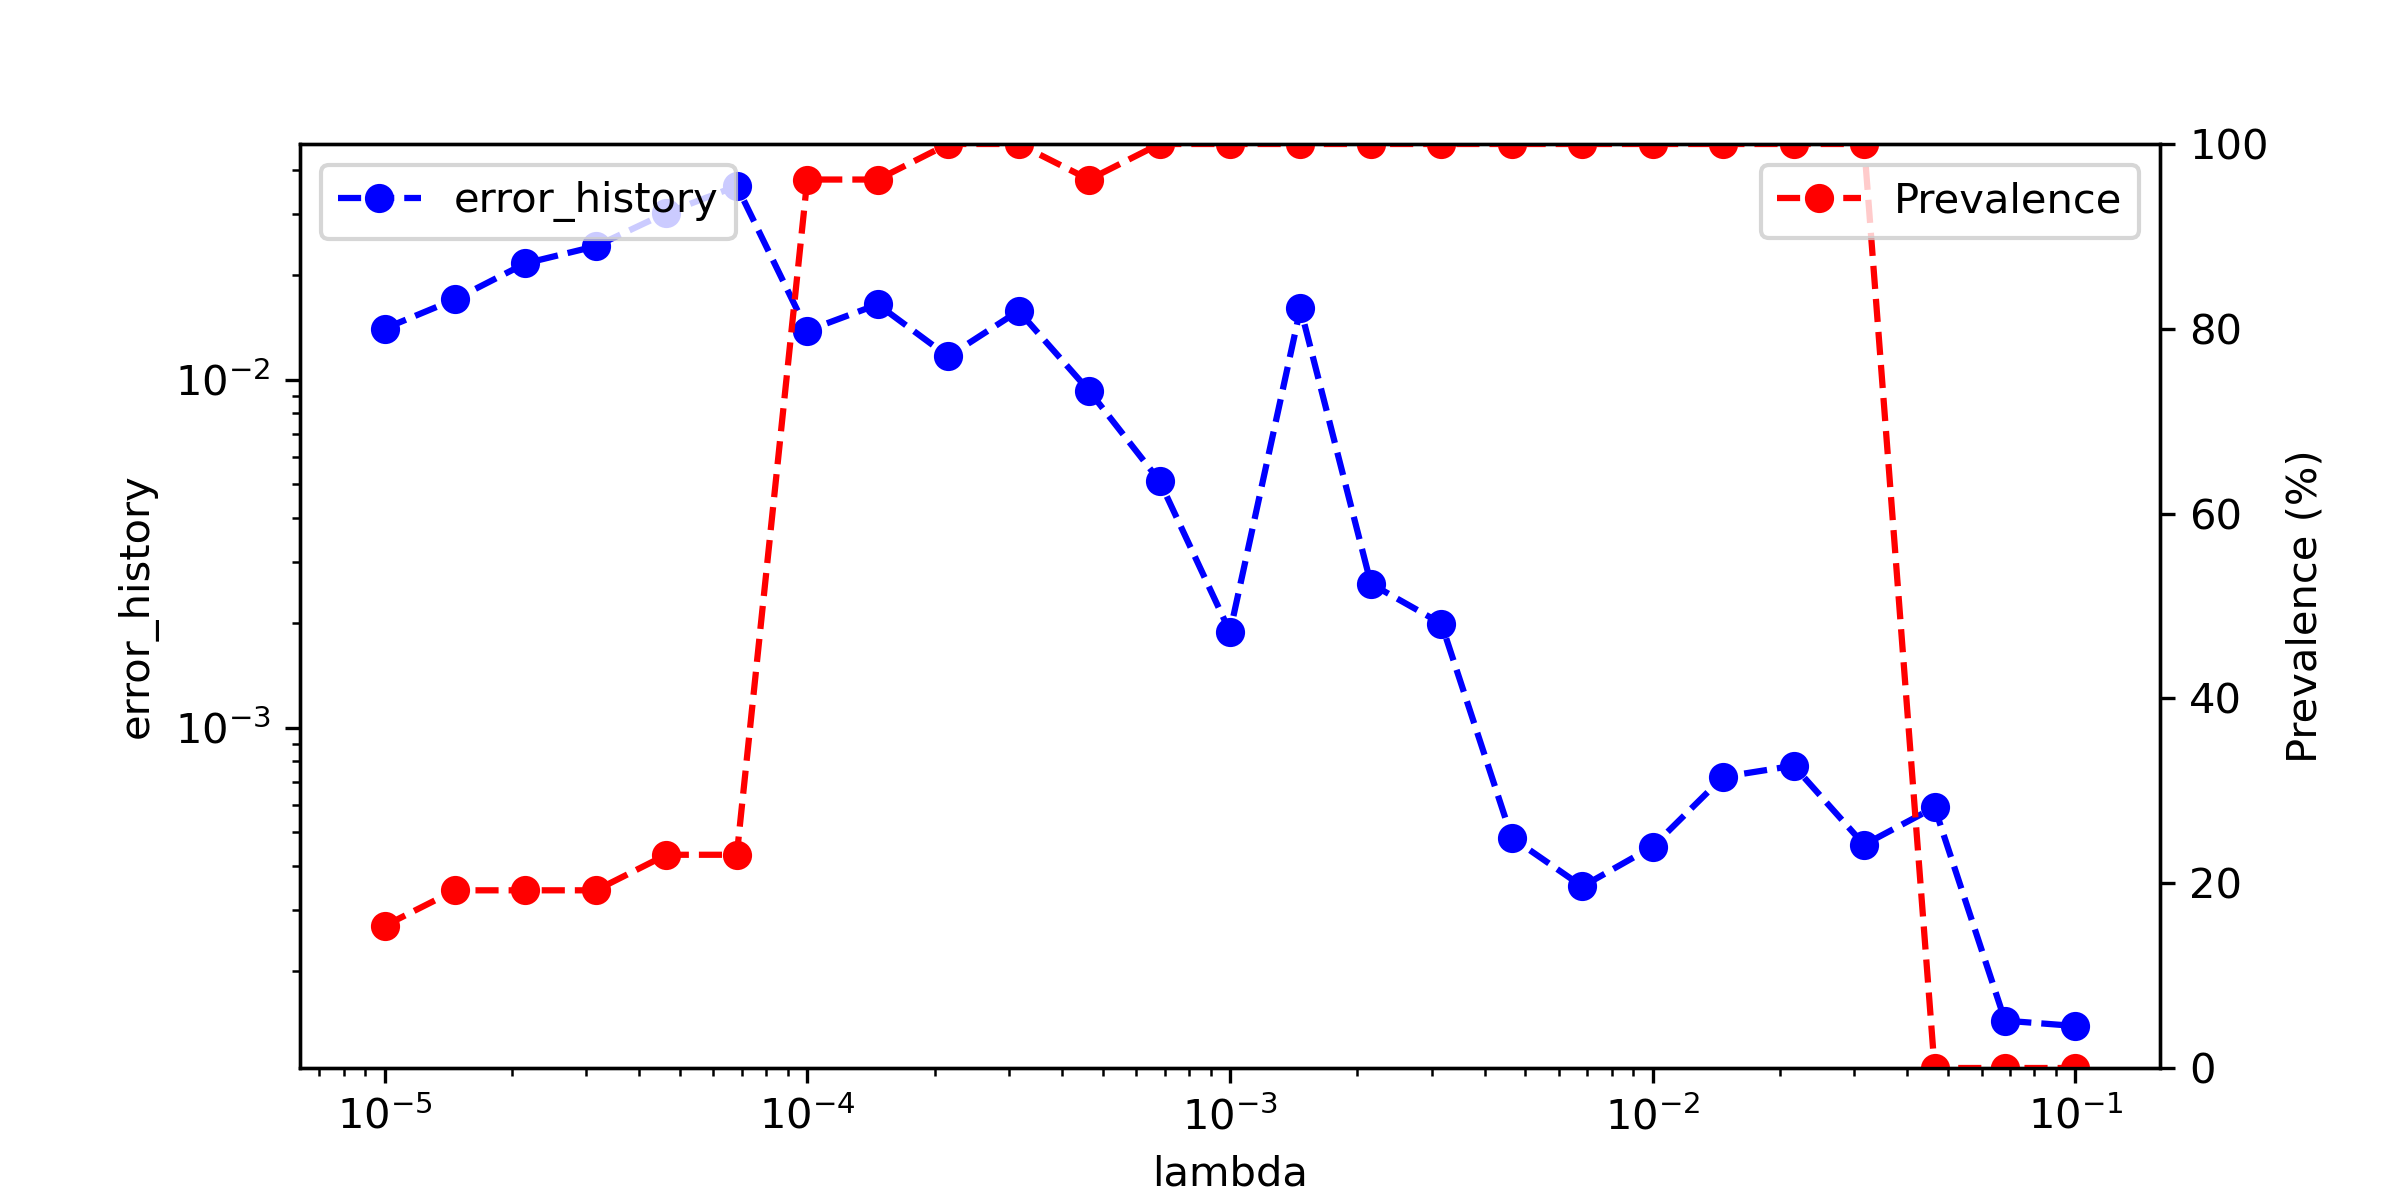 error_history
Prevalence
10⁻²
10⁻³
error_history
100
80
60
40
20
0
Prevalence (%)
10⁻⁵ 10⁻⁴ 10⁻³ 10⁻² 10⁻¹
lambda